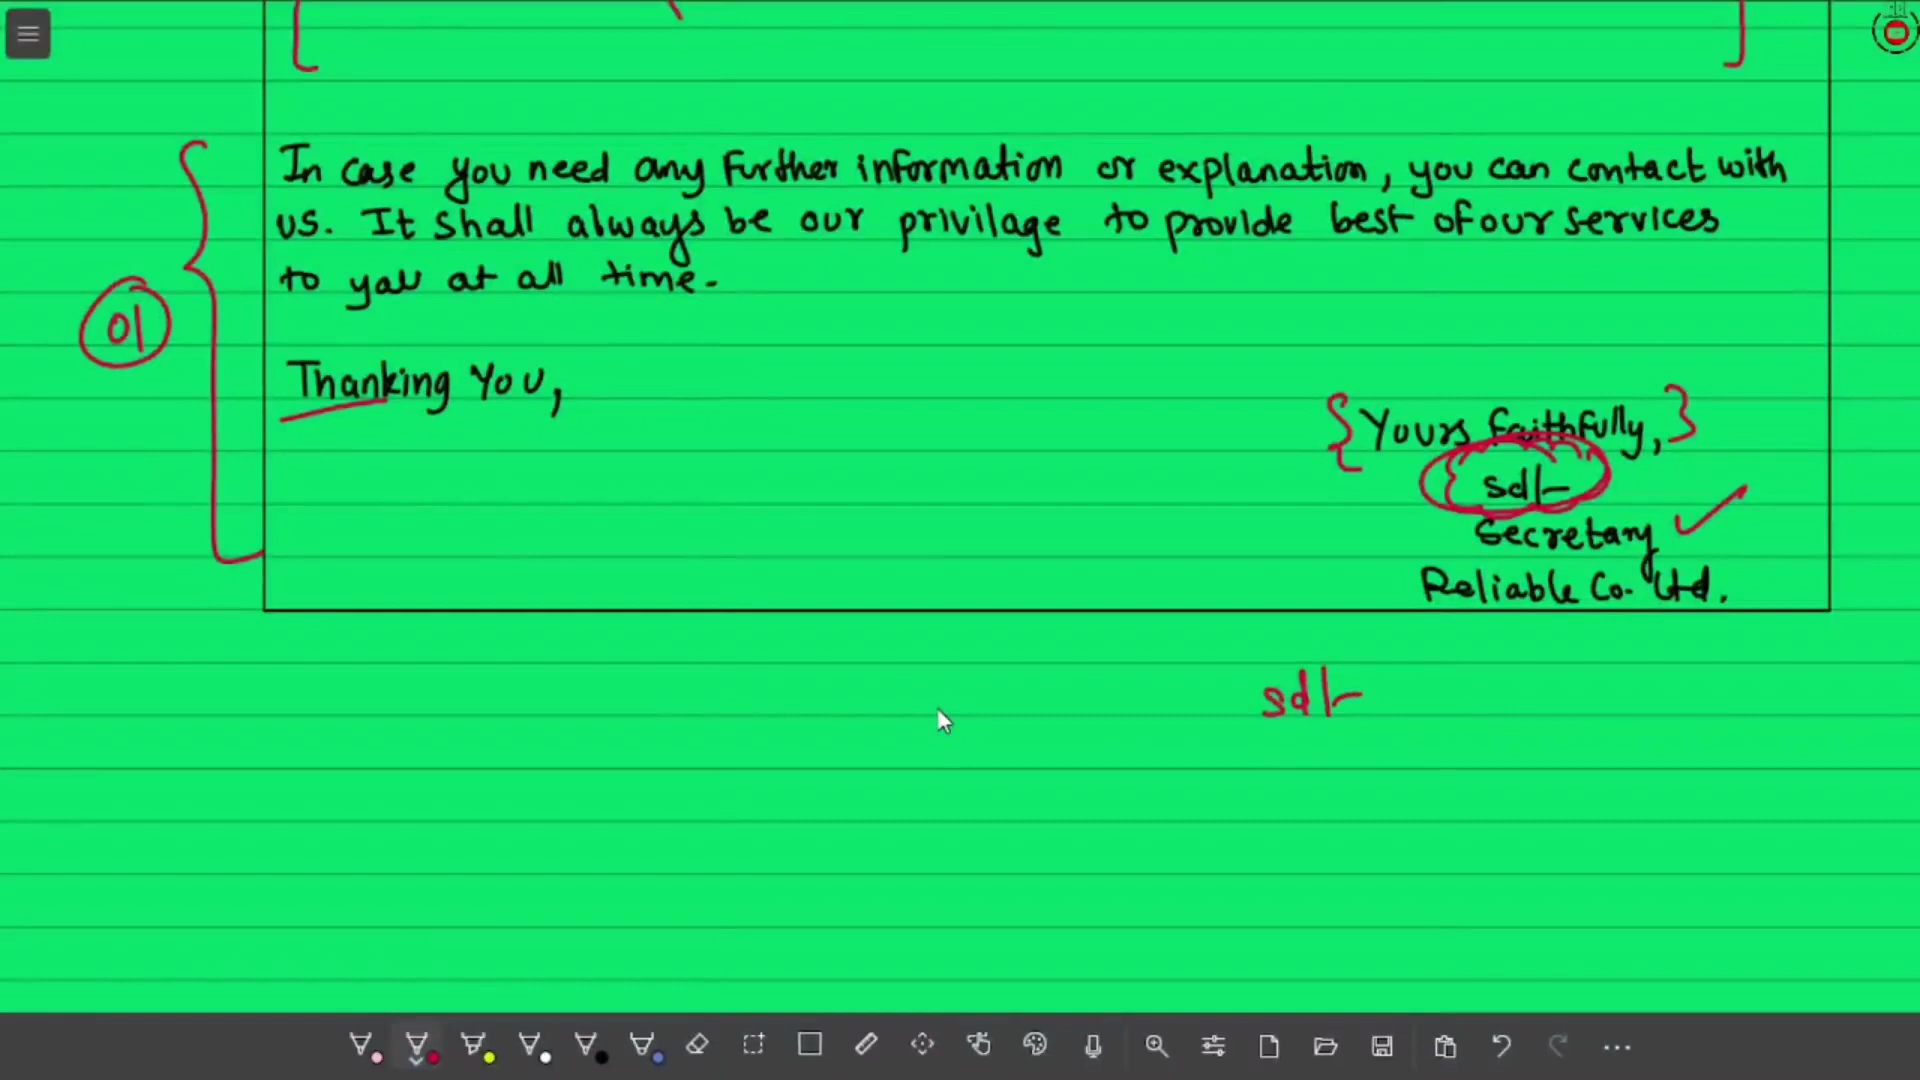 In case you need any further information or explanation, you can contact with
us. It shall always be our privilage to provide best of our services
to you at all time.
01
Thanking You,
{Yours faithfully,}
sd/-
Secretary
Reliable Co. Ltd.
sd/-